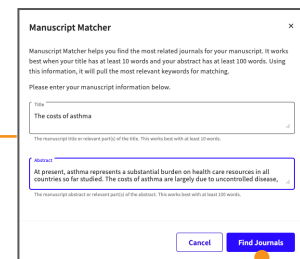 Manuscript Matcher ×
Manuscript Matcher helps you find the most related journals for your manuscript. It works
best when your title has at least 10 words and your abstract has at least 100 words. Using
this information, it will pull the most relevant keywords for matching.
Please enter your manuscript information below.
Title
The costs of asthma
The manuscript title or relevant part(s) of the title. This works best with at least 10 words.
Abstract
At present, asthma represents a substantial burden on health care resources in all
countries so far studied. The costs of asthma are largely due to uncontrolled disease,
The manuscript abstract or relevant part(s) of the abstract. This works best with at least 100 words.
Cancel Find Journals